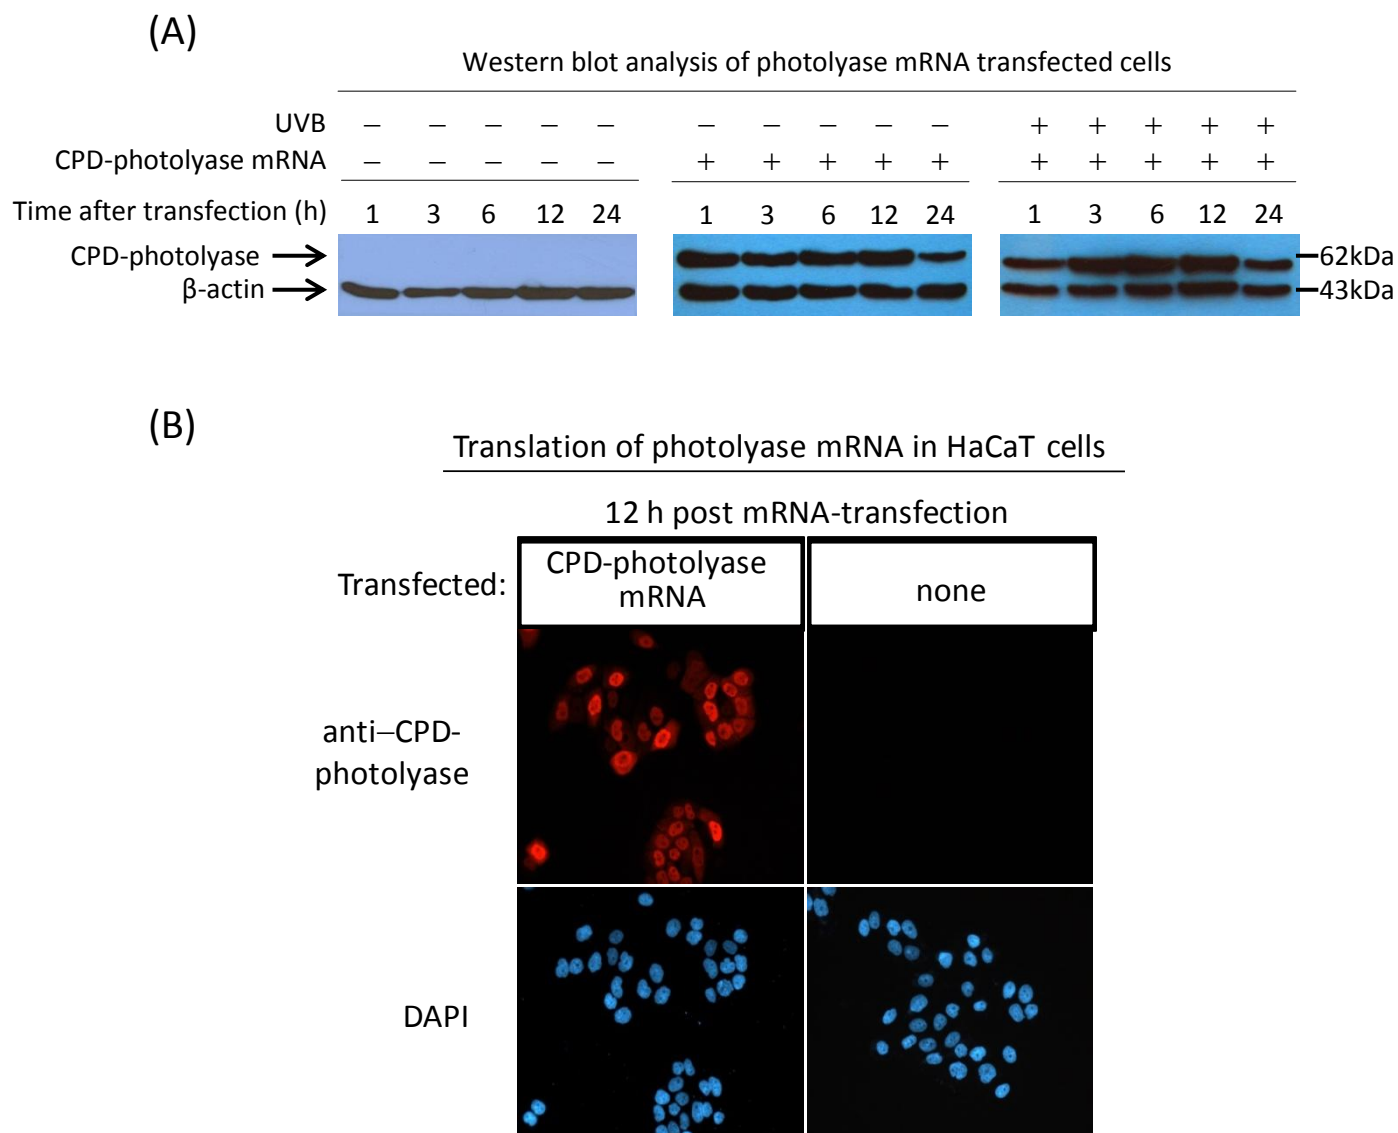 (A)
Western blot analysis of photolyase mRNA transfected cells
UVB – – – – – – – – – – + + + + +
CPD-photolyase mRNA – – – – – + + + + + + + + + +
Time after transfection (h) 1 3 6 12 24 1 3 6 12 24 1 3 6 12 24
CPD-photolyase 62kDa
β-actin 43kDa
(B)
Translation of photolyase mRNA in HaCaT cells
12 h post mRNA-transfection
Transfected: CPD-photolyase mRNA none
anti–CPD-
photolyase
DAPI